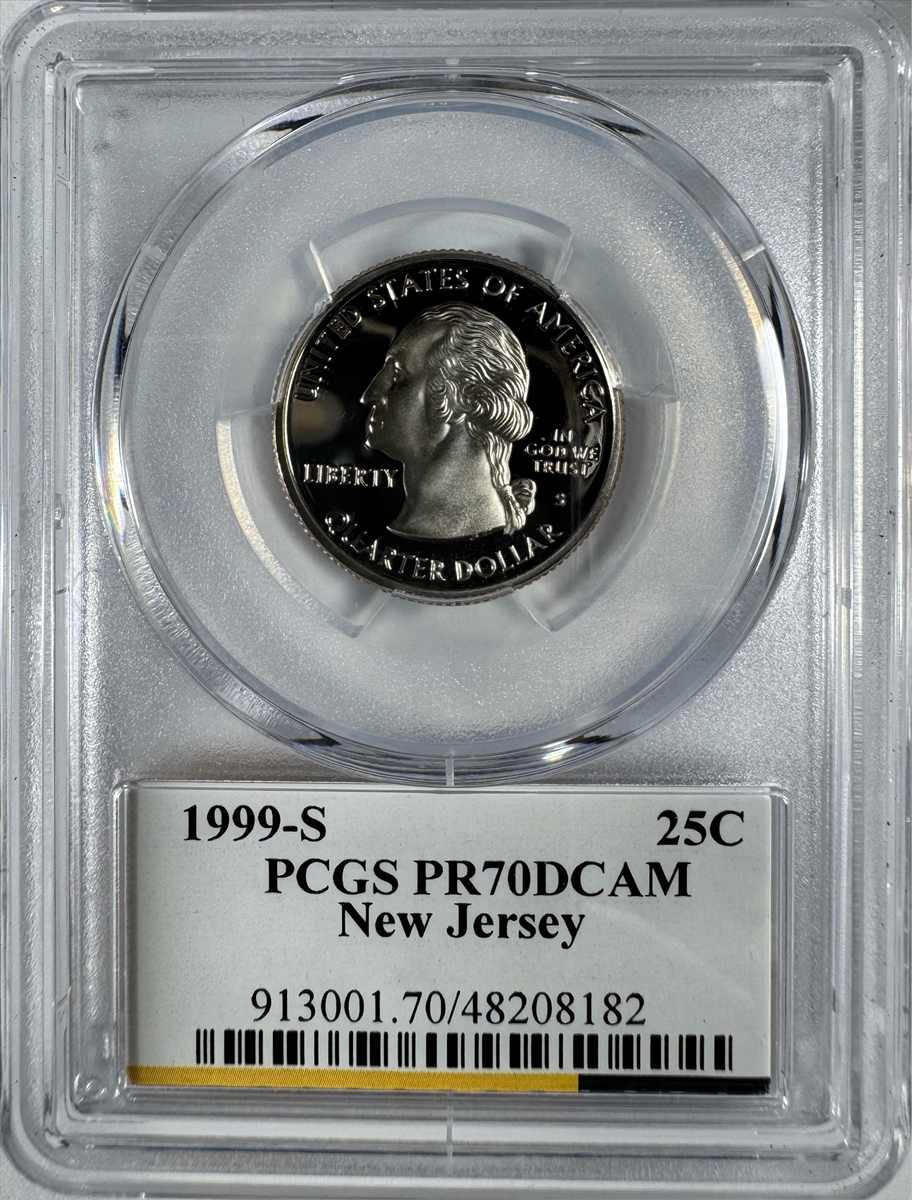 UNITED STATES OF AMERICA
LIBERTY
IN
GOD WE
TRUST
S
QUARTER DOLLAR
1999-S 25C
PCGS PR70DCAM
New Jersey
913001.70/48208182